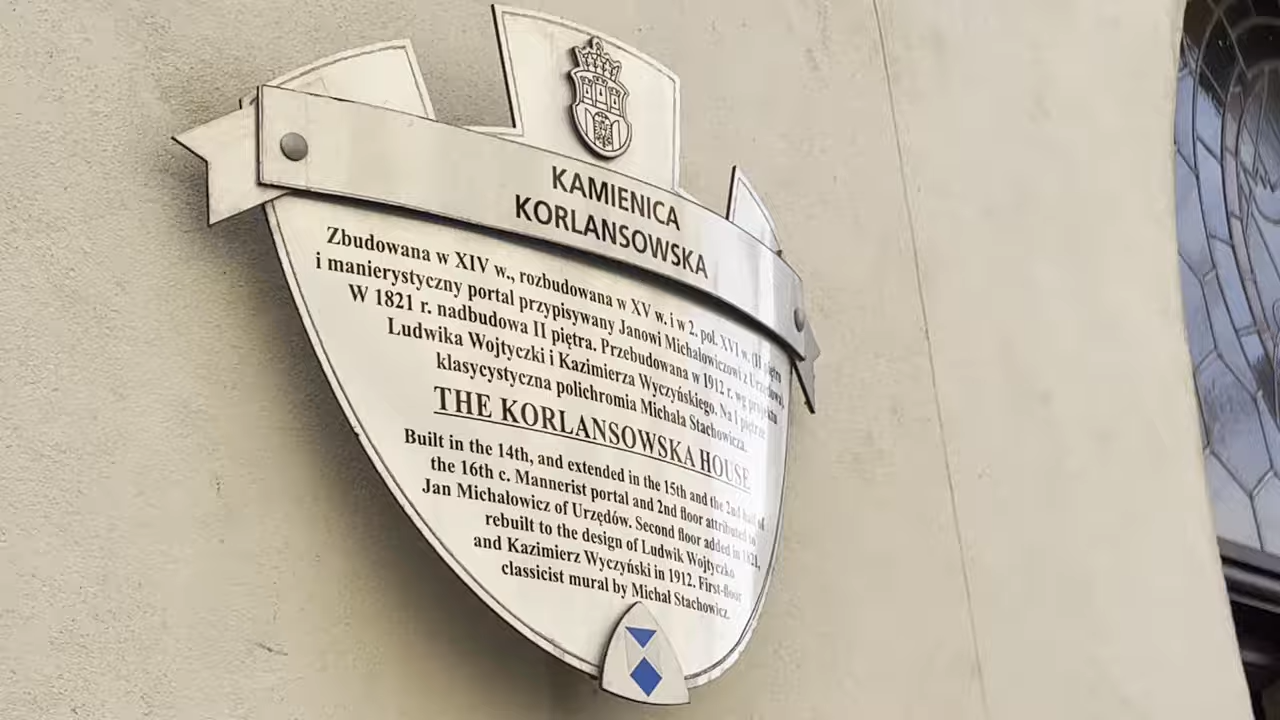 KAMIENICA
KORLANSOWSKA
Zbudowana w XIV w., rozbudowana w XV w. i w 2. poł. XVI w. (II piętro
i manierystyczny portal przypisywany Janowi Michałowiczowi z Urzędowa).
W 1821 r. nadbudowa II piętra. Przebudowana w 1912 r. wg projektu
Ludwika Wojtyczki i Kazimierza Wyczyńskiego. Na I piętrze
klasycystyczna polichromia Michała Stachowicza.
THE KORLANSOWSKA HOUSE
Built in the 14th, and extended in the 15th and the 2nd half of
the 16th c. Mannerist portal and 2nd floor attributed to
Jan Michałowicz of Urzędów. Second floor added in 1821,
rebuilt to the design of Ludwik Wojtyczko
and Kazimierz Wyczyński in 1912. First-floor
classicist mural by Michał Stachowicz.